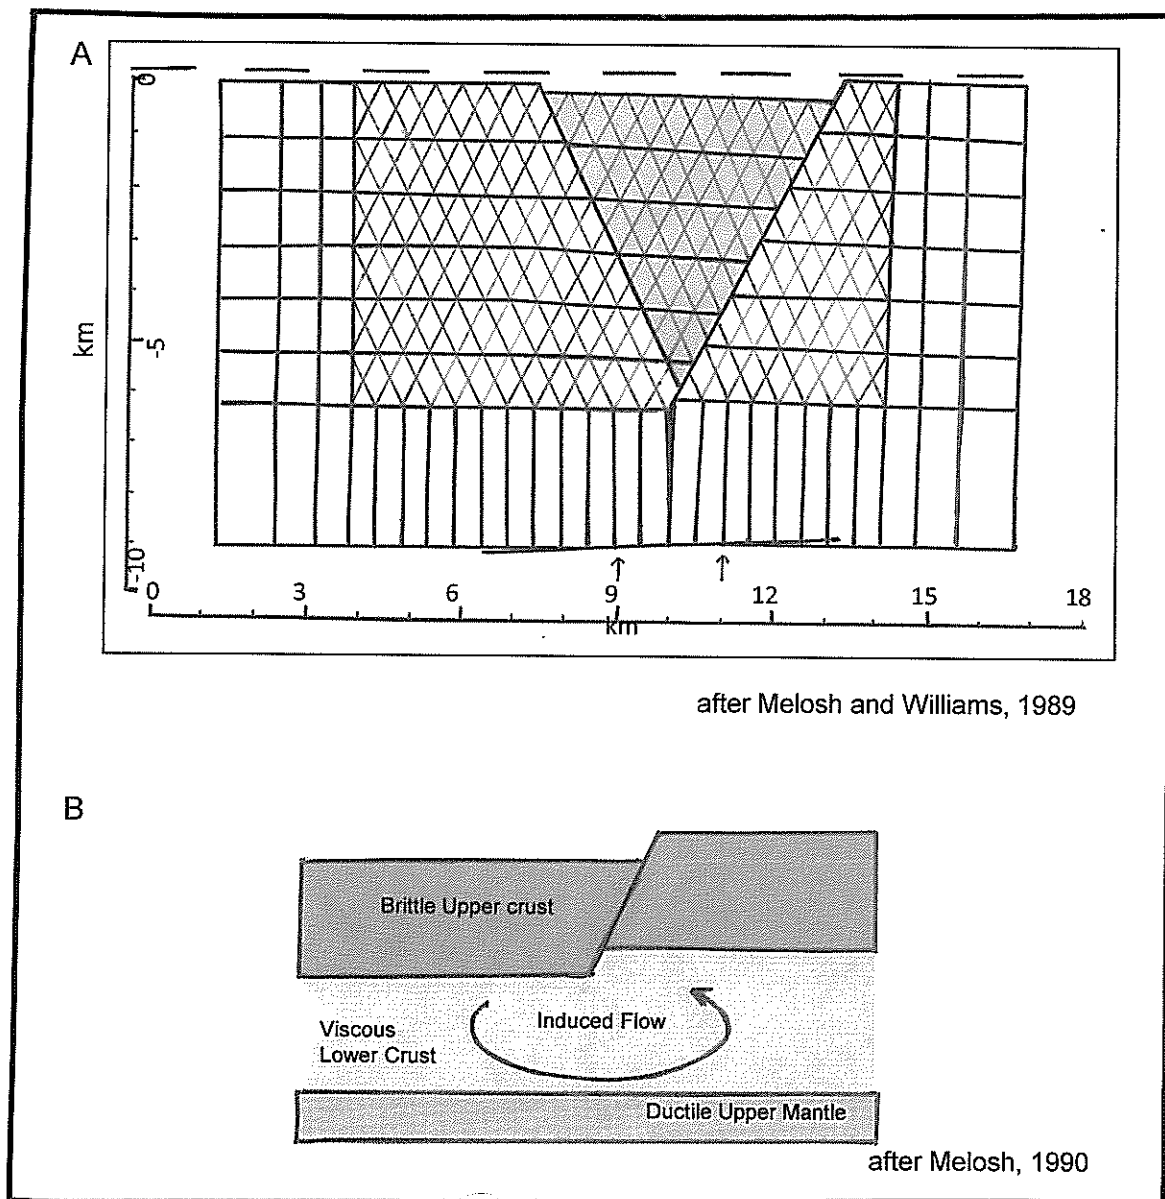 A
0
km
-5
-10
0 3 6 9 12 15 18
km
after Melosh and Williams, 1989
B
Brittle Upper crust
Induced Flow
Viscous
Lower Crust
Ductile Upper Mantle
after Melosh, 1990